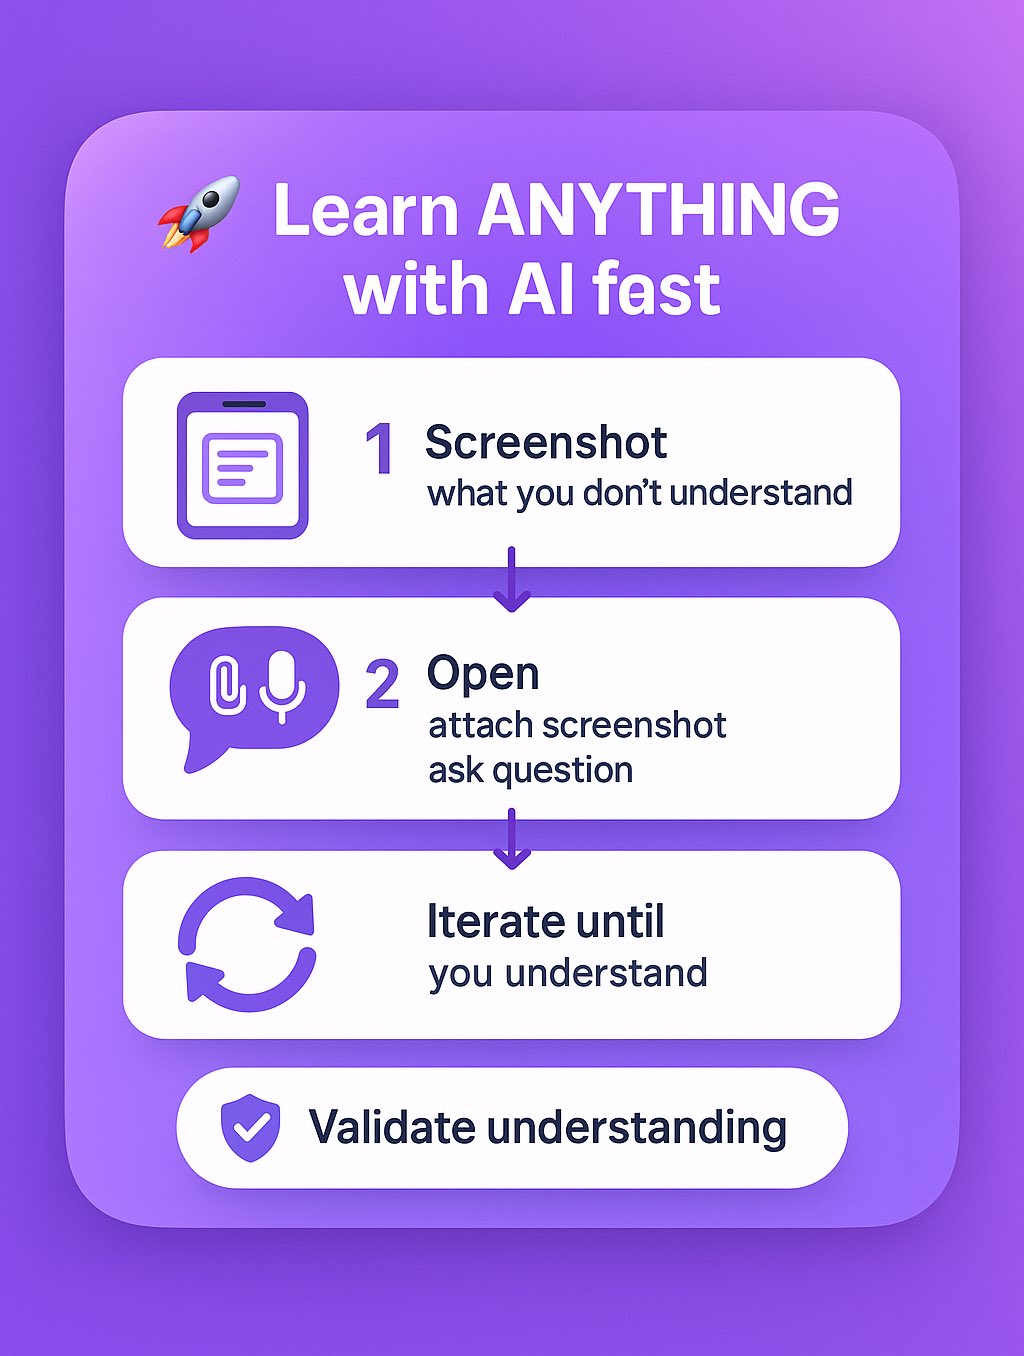 🚀 Learn ANYTHING
with AI fast
1 Screenshot
what you don't understand
2 Open
attach screenshot
ask question
Iterate until
you understand
Validate understanding